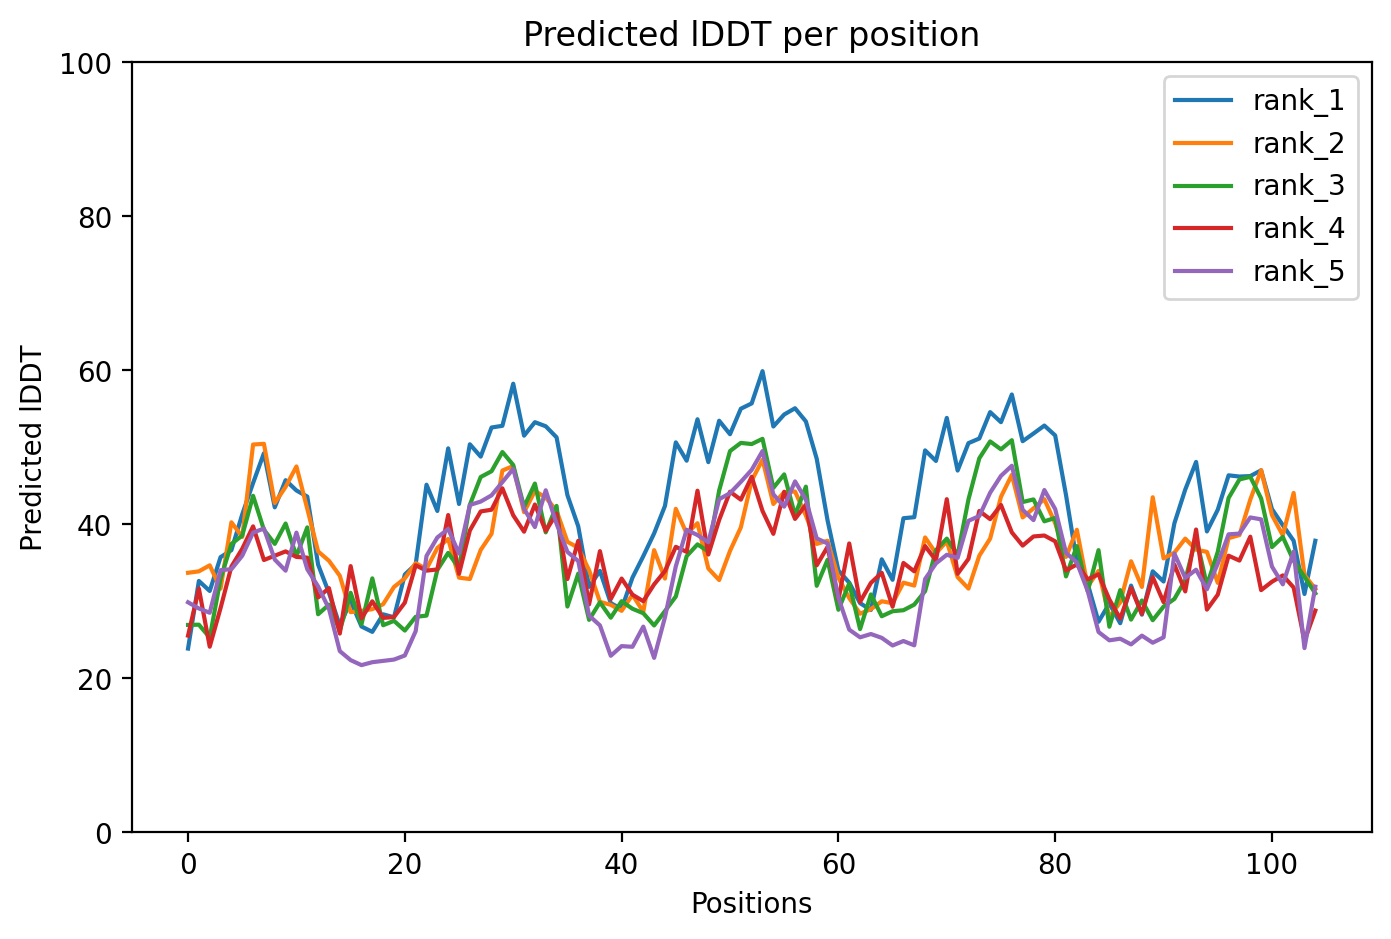 Predicted lDDT per position
100
80
60
40
20
0
Predicted lDDT
0 20 40 60 80 100
Positions
rank_1
rank_2
rank_3
rank_4
rank_5